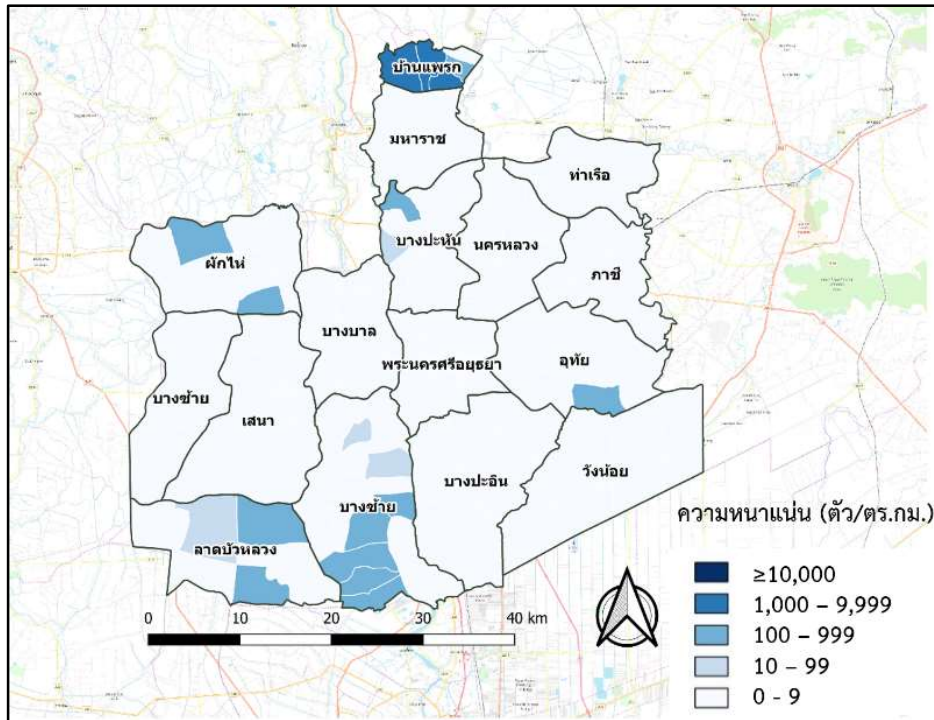 บ้านแพรก
มหาราช
ท่าเรือ
บางปะหัน
นครหลวง
ผักไห่
ภาชี
บางบาล
พระนครศรีอยุธยา
อุทัย
บางซ้าย
เสนา
บางปะอิน
วังน้อย
บางซ้าย
ลาดบัวหลวง
ความหนาแน่น (ตัว/ตร.กม.)
≥10,000
1,000 – 9,999
100 – 999
10 – 99
0 - 9
0 10 20 30 40 km